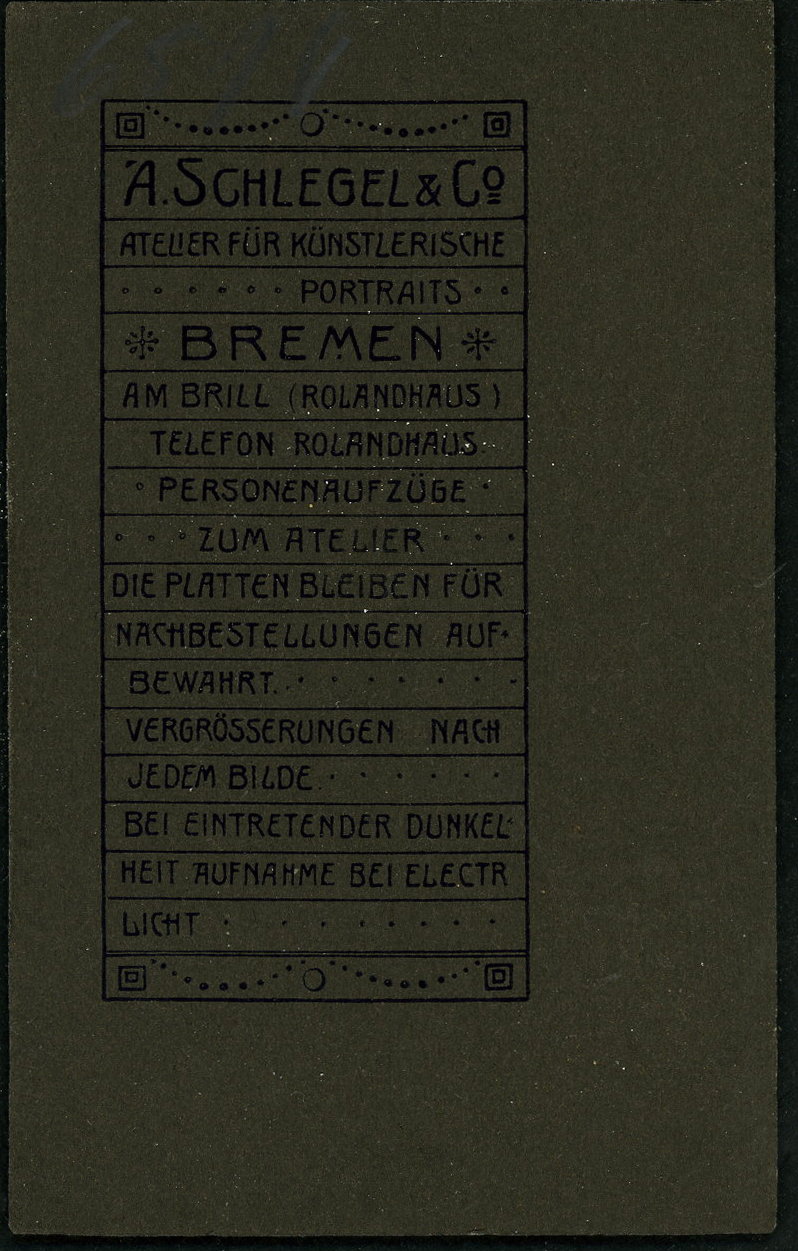 A. SCHLEGEL & Cº
ATELIER FÜR KÜNSTLERISCHE
PORTRAITS
BREMEN
AM BRILL (ROLANDHAUS)
TELEFON ROLANDHAUS.
PERSONENAUFZÜGE
ZUM ATELIER
DIE PLATTEN BLEIBEN FÜR
NACHBESTELLUNGEN AUF-
BEWAHRT.
VERGRÖSSERUNGEN NACH
JEDEM BILDE.
BEI EINTRETENDER DUNKEL-
HEIT AUFNAHME BEI ELECTR
LICHT